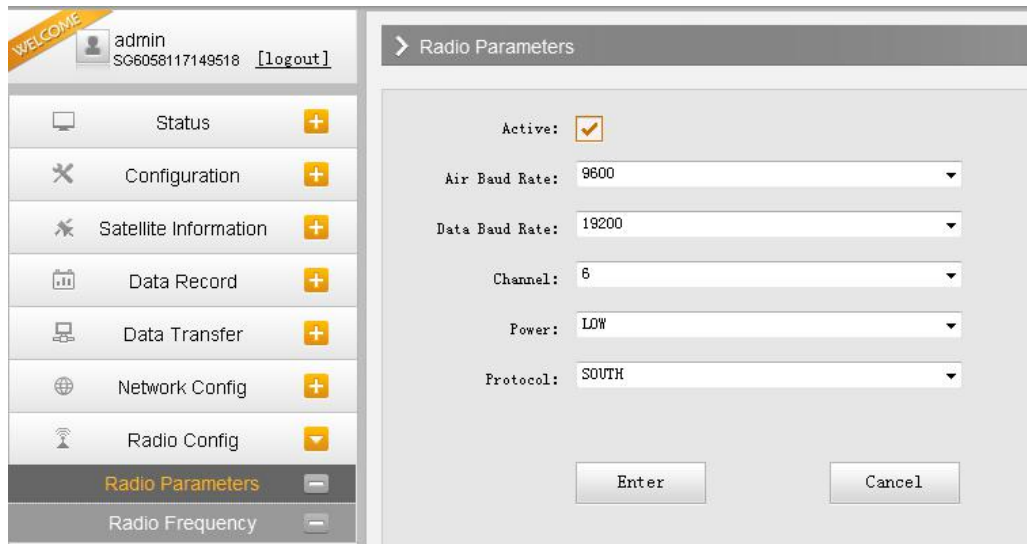 WELCOME
admin
SG6058117149518 [logout]
Status
Configuration
Satellite Information
Data Record
Data Transfer
Network Config
Radio Config
Radio Parameters
Radio Frequency
Radio Parameters
Active:
Air Baud Rate: 9600
Data Baud Rate: 19200
Channel: 6
Power: LOW
Protocol: SOUTH
Enter Cancel